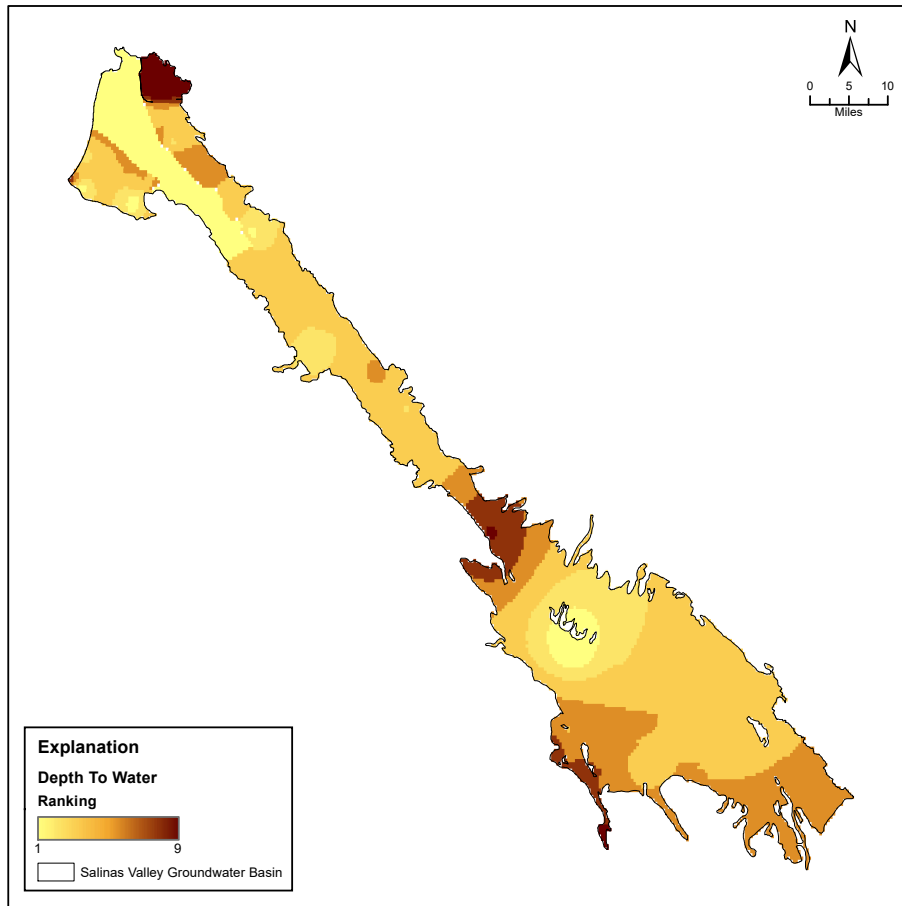 N
0 5 10
Miles
Explanation
Depth To Water
Ranking
1 9
Salinas Valley Groundwater Basin